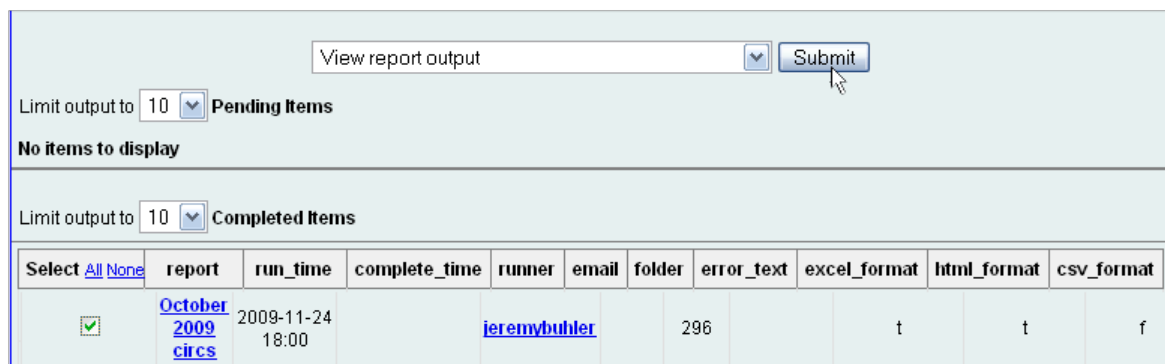 View report output Submit
Limit output to 10 Pending Items
No items to display
Limit output to 10 Completed Items
Select All None report run_time complete_time runner email folder error_text excel_format html_format csv_format
October 2009 circs 2009-11-24 18:00 jeremybuhler 296 t t f